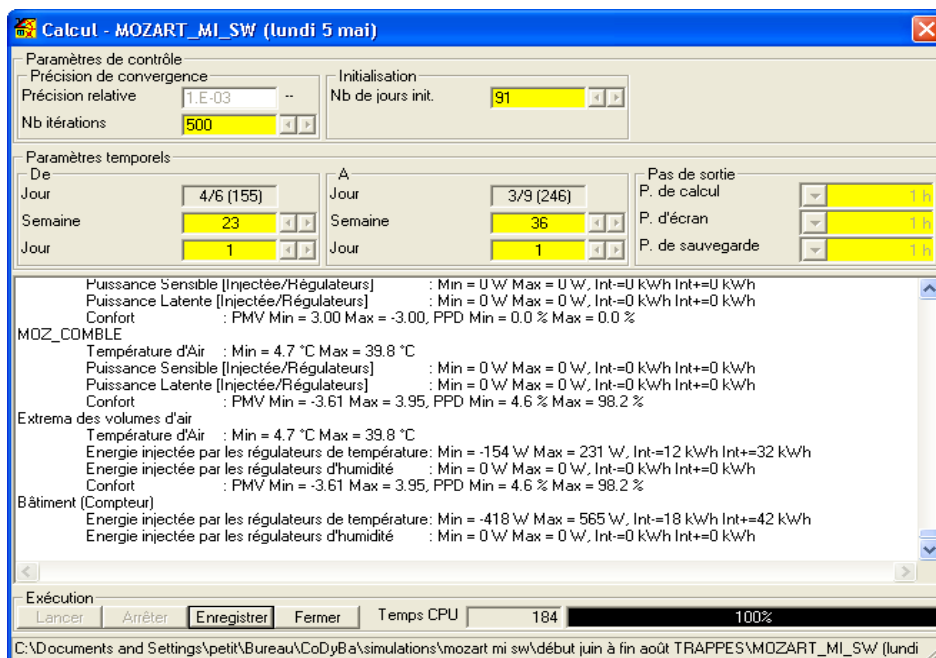 Calcul - MOZART_MI_SW (lundi 5 mai)
Paramètres de contrôle
Précision de convergence
Précision relative 1.E-03 --
Nb itérations 500
Initialisation
Nb de jours init. 91
Paramètres temporels
De
Jour 4/6 (155)
Semaine 23
Jour 1
A
Jour 3/9 (246)
Semaine 36
Jour 1
Pas de sortie
P. de calcul 1 h
P. d'écran 1 h
P. de sauvegarde 1 h
Puissance Sensible [Injectée/Régulateurs] : Min = 0 W Max = 0 W, Int-=0 kWh Int+=0 kWh
Puissance Latente [Injectée/Régulateurs] : Min = 0 W Max = 0 W, Int-=0 kWh Int+=0 kWh
Confort : PMV Min = 3.00 Max = -3.00, PPD Min = 0.0 % Max = 0.0 %
MOZ_COMBLE
Température d'Air : Min = 4.7 °C Max = 39.8 °C
Puissance Sensible [Injectée/Régulateurs] : Min = 0 W Max = 0 W, Int-=0 kWh Int+=0 kWh
Puissance Latente [Injectée/Régulateurs] : Min = 0 W Max = 0 W, Int-=0 kWh Int+=0 kWh
Confort : PMV Min = -3.61 Max = 3.95, PPD Min = 4.6 % Max = 98.2 %
Extrema des volumes d'air
Température d'Air : Min = 4.7 °C Max = 39.8 °C
Energie injectée par les régulateurs de température: Min = -154 W Max = 231 W, Int-=12 kWh Int+=32 kWh
Energie injectée par les régulateurs d'humidité : Min = 0 W Max = 0 W, Int-=0 kWh Int+=0 kWh
Confort : PMV Min = -3.61 Max = 3.95, PPD Min = 4.6 % Max = 98.2 %
Bâtiment (Compteur)
Energie injectée par les régulateurs de température: Min = -418 W Max = 565 W, Int-=18 kWh Int+=42 kWh
Energie injectée par les régulateurs d'humidité : Min = 0 W Max = 0 W, Int-=0 kWh Int+=0 kWh
Exécution
Lancer Arrêter Enregistrer Fermer Temps CPU 184 100%
C:\Documents and Settings\petit\Bureau\CoDyBa\simulations\mozart mi sw\début juin à fin août TRAPPES\MOZART_MI_SW (lundi